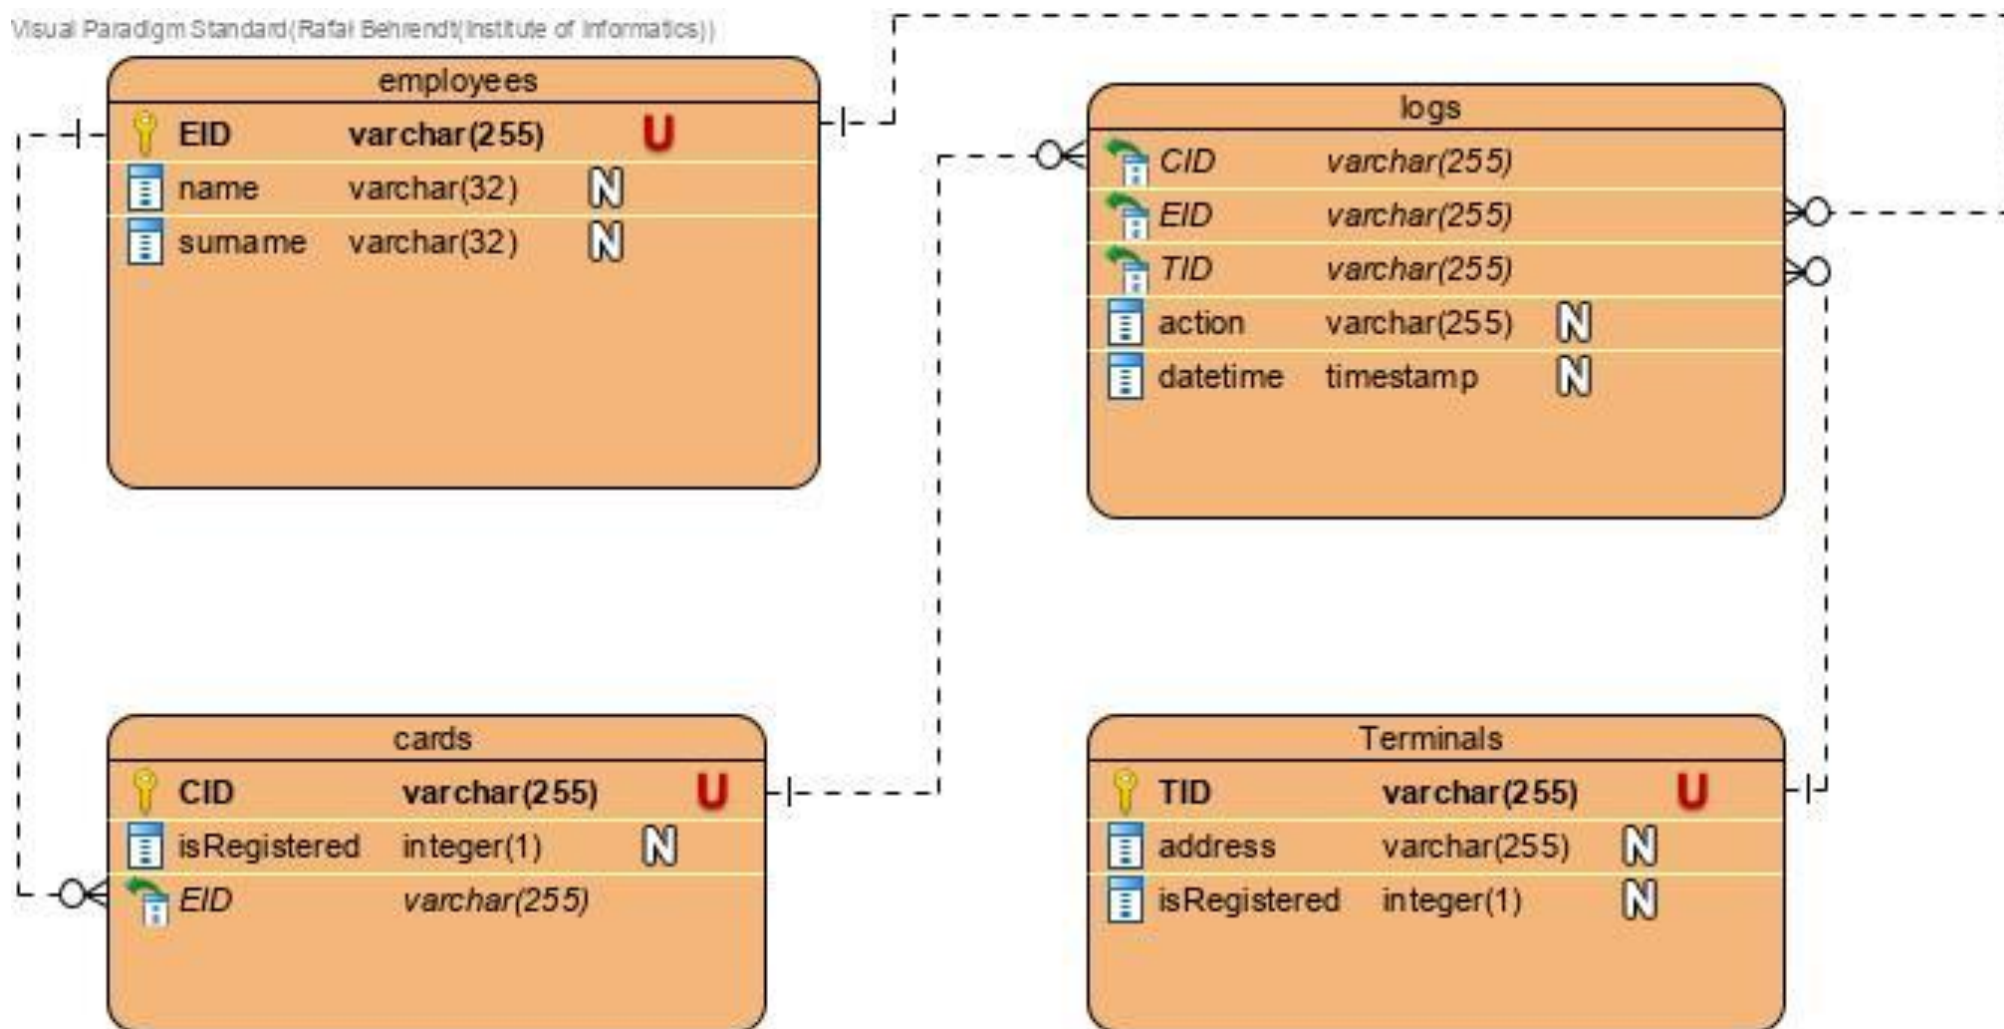 Visual Paradigm Standard(Rafał Behrendt(Institute of Informatics))
employees
EID varchar(255) U
name varchar(32) N
surname varchar(32) N
logs
CID varchar(255)
EID varchar(255)
TID varchar(255)
action varchar(255) N
datetime timestamp N
cards
CID varchar(255) U
isRegistered integer(1) N
EID varchar(255)
Terminals
TID varchar(255) U
address varchar(255) N
isRegistered integer(1) N